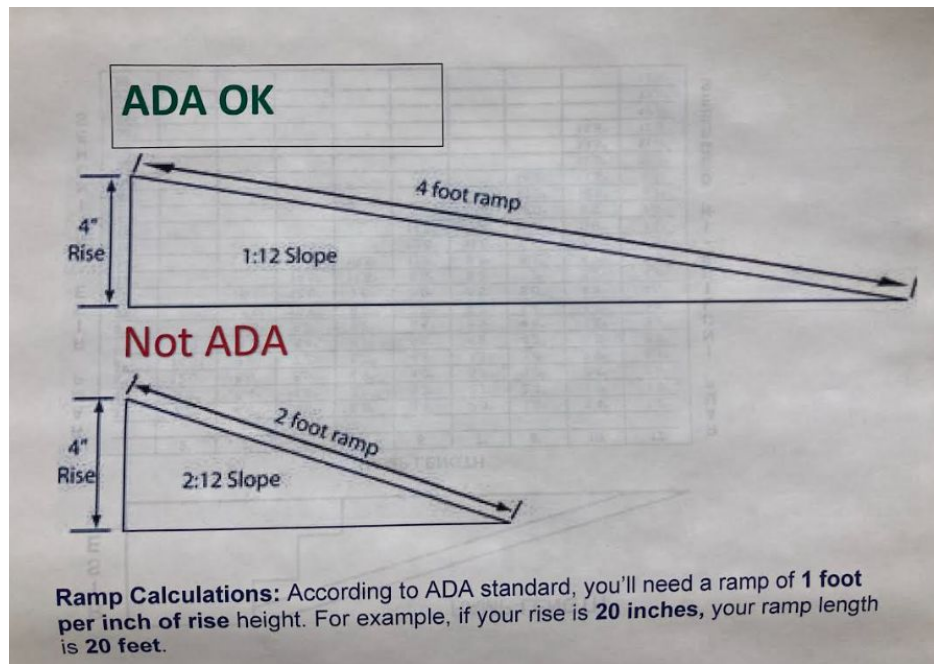 ADA OK
4 foot ramp
4"
Rise
1:12 Slope
Not ADA
2 foot ramp
4"
Rise
2:12 Slope
Ramp Calculations: According to ADA standard, you'll need a ramp of 1 foot
per inch of rise height. For example, if your rise is 20 inches, your ramp length
is 20 feet.